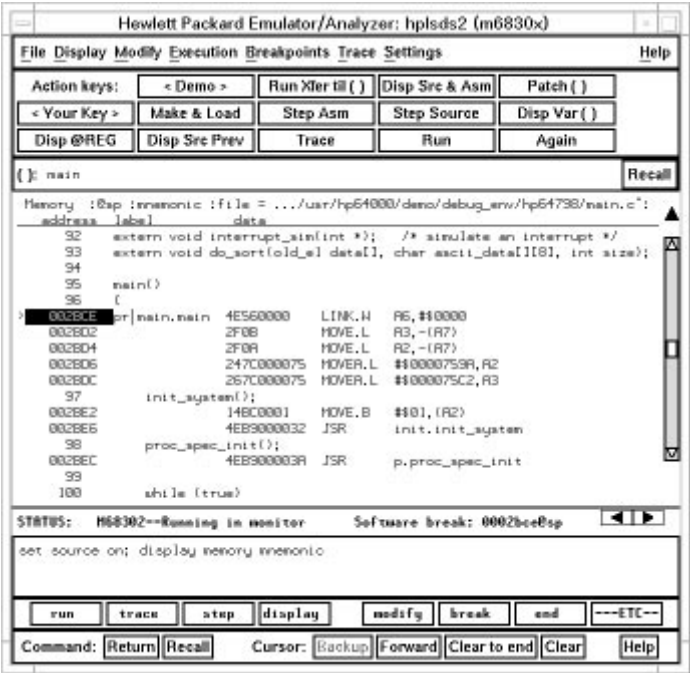 Hewlett Packard Emulator/Analyzer: hplsds2 (m6830x)
File Display Modify Execution Breakpoints Trace Settings Help
Action keys: < Demo > Run Xfer til ( ) Disp Src & Asm Patch ( )
< Your Key > Make & Load Step Asm Step Source Disp Var ( )
Disp @REG Disp Src Prev Trace Run Again
( ): main Recall
Memory :@sp :mnemonic :file = .../usr/hp64000/demo/debug_env/hp64798/main.c":
address label data
92 extern void interrupt_sim(int *); /* simulate an interrupt */
93 extern void do_sort(old_el data[], char ascii_data[][8], int size);
94
95 main()
96 {
> 002BCE pr|main.main 4E560000 LINK.W A6,#$0000
002BD2 2F0B MOVE.L A3,-(A7)
002BD4 2F0A MOVE.L A2,-(A7)
002BD6 247C000075 MOVEA.L #$0000759A,A2
002BDC 267C000075 MOVEA.L #$000075C2,A3
97 init_system();
002BE2 14BC0001 MOVE.B #$01,(A2)
002BE6 4EB9000032 JSR init.init_system
98 proc_spec_init();
002BEC 4EB900003A JSR p.proc_spec_init
99
100 while (true)
STATUS: M68302--Running in monitor Software break: 0002bce@sp
set source on; display memory mnemonic
run trace step display modify break end ---ETC--
Command: Return Recall Cursor: Backup Forward Clear to end Clear Help